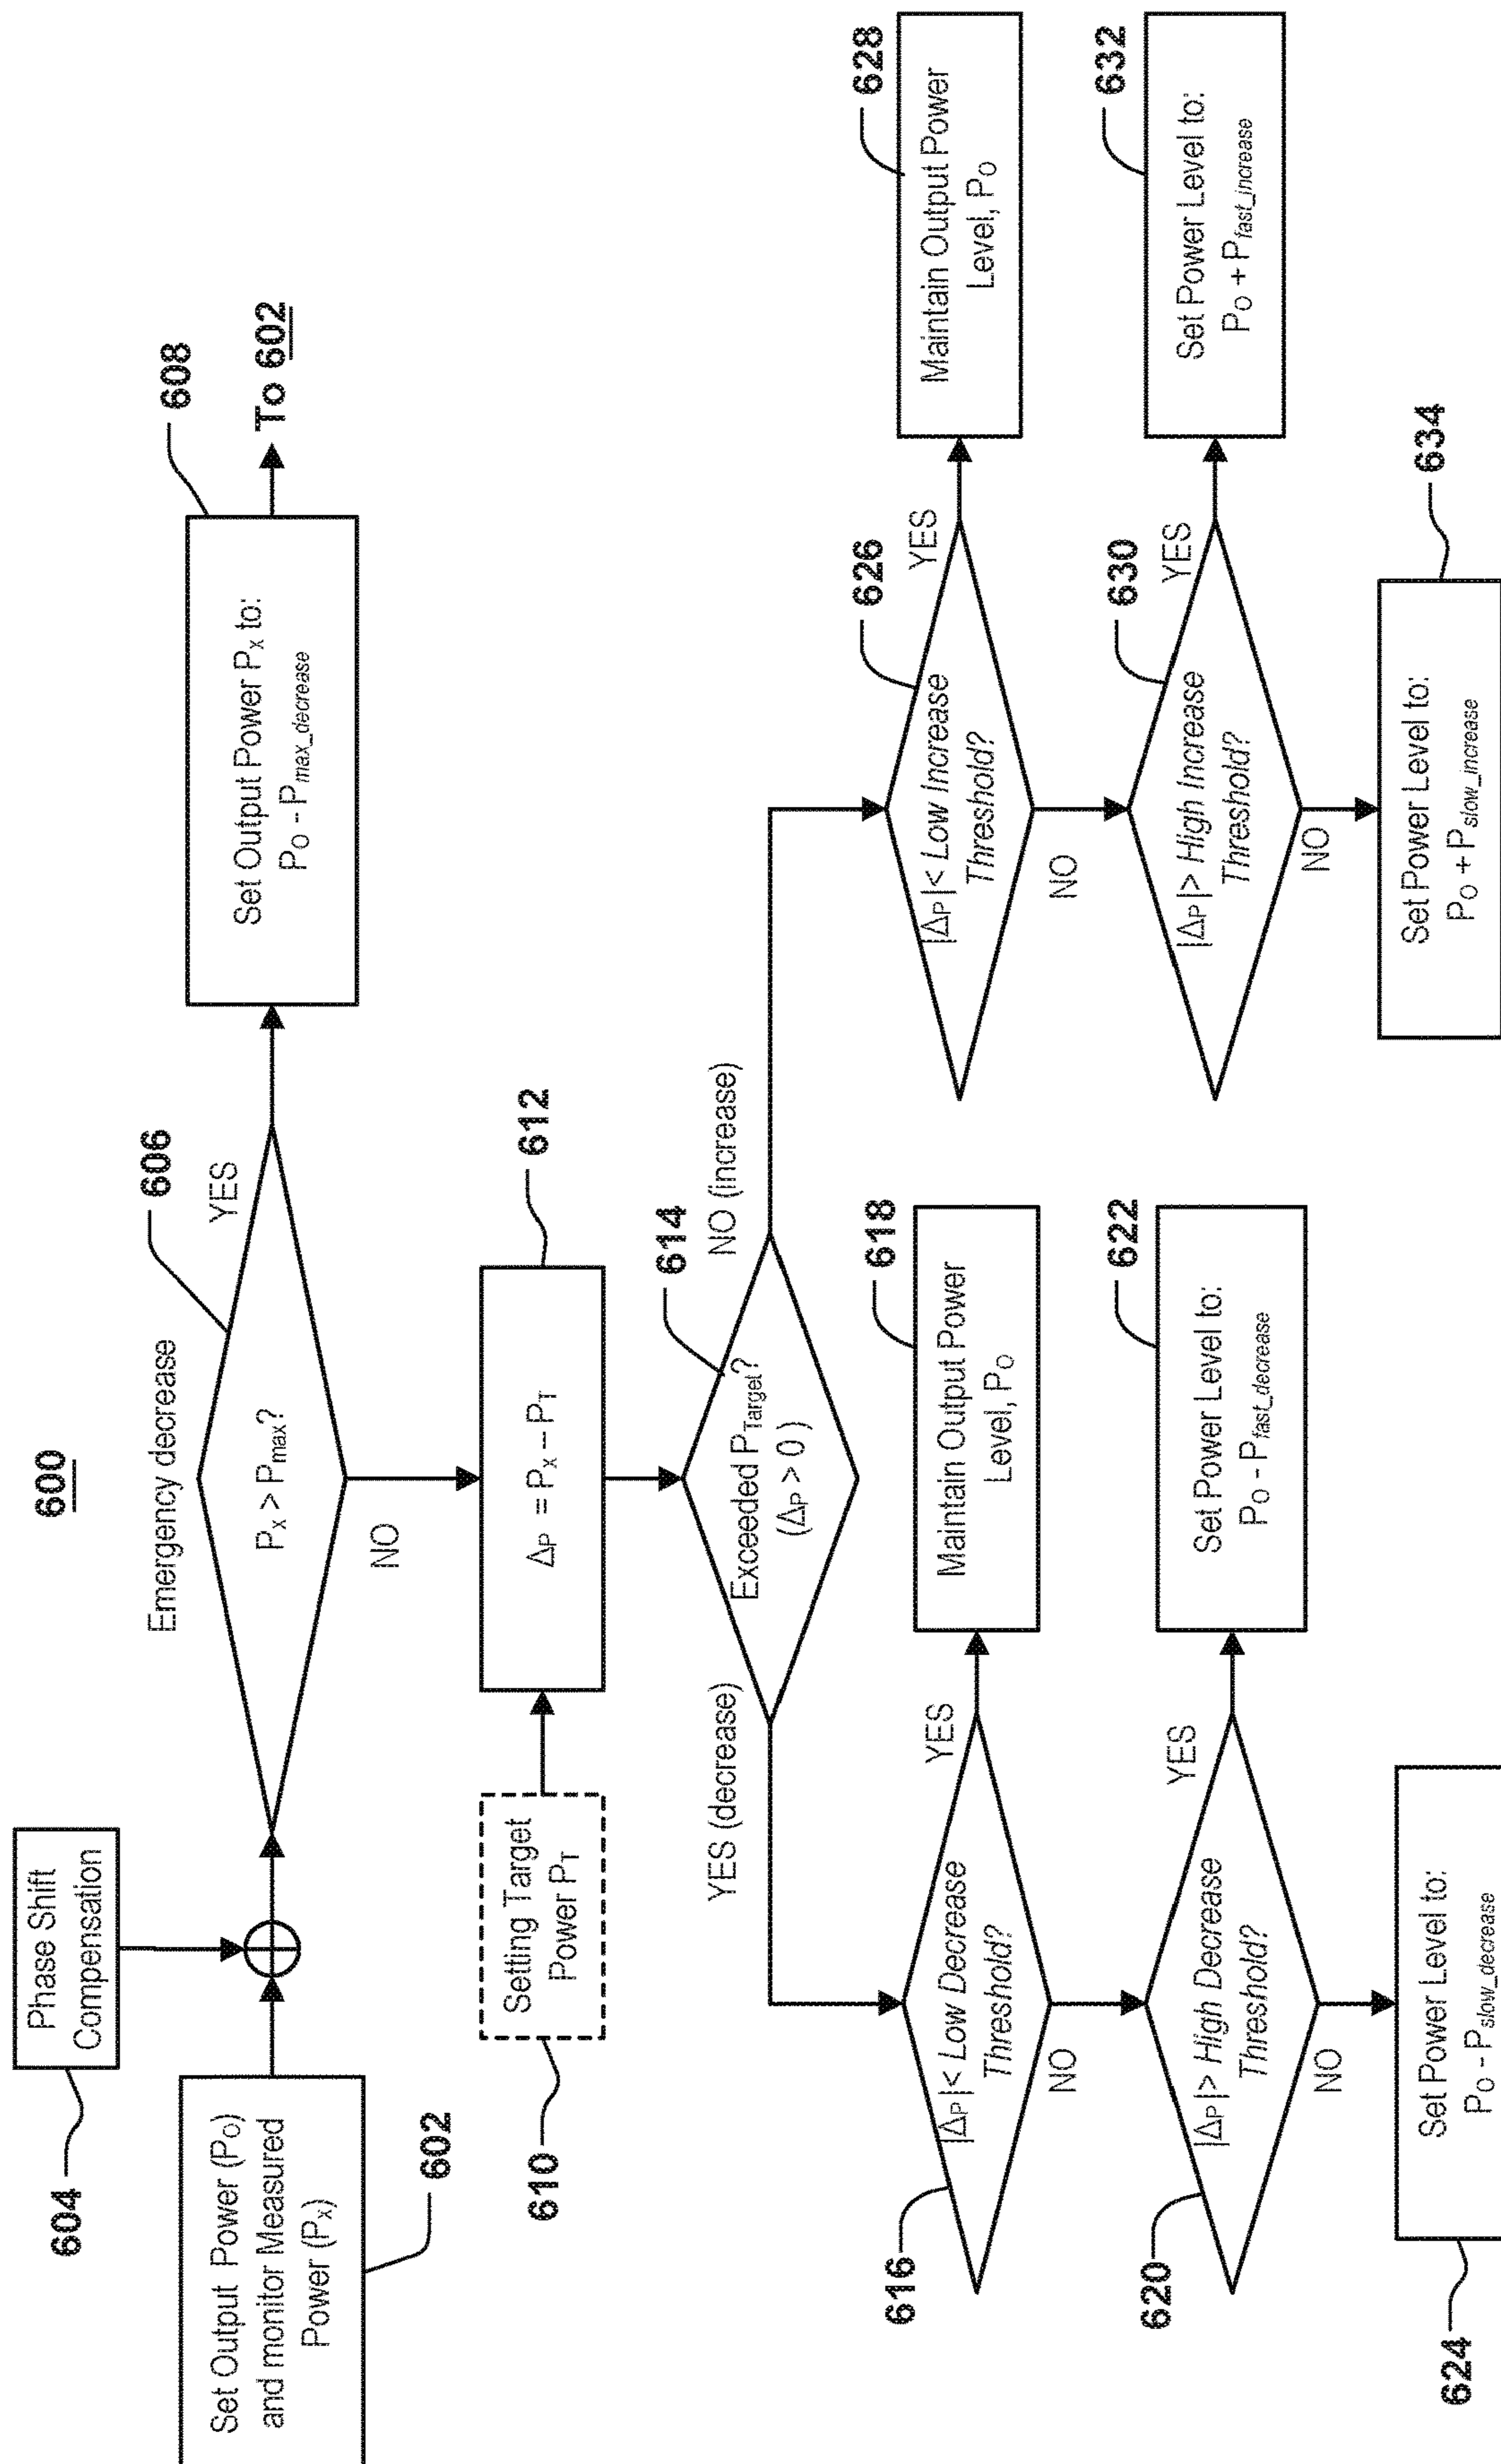 600
604
Phase Shift
Compensation
Set Output Power (PO)
and monitor Measured
Power (PX)
602
Emergency decrease
606
PX > Pmax?
YES
NO
608
Set Output Power PX to:
PO - Pmax_decrease
To 602
610
Setting Target
Power PT
612
ΔP = PX – PT
614
Exceeded PTarget?
(ΔP > 0 )
YES (decrease)
NO (increase)
616
|ΔP|< Low Decrease
Threshold?
YES
NO
618
Maintain Output Power
Level, PO
620
|ΔP|> High Decrease
Threshold?
YES
NO
622
Set Power Level to:
PO - Pfast_decrease
624
Set Power Level to:
PO - Pslow_decrease
626
|ΔP|< Low Increase
Threshold?
YES
NO
628
Maintain Output Power
Level, PO
630
|ΔP|> High Increase
Threshold?
YES
NO
632
Set Power Level to:
PO + Pfast_increase
634
Set Power Level to:
PO + Pslow_increase